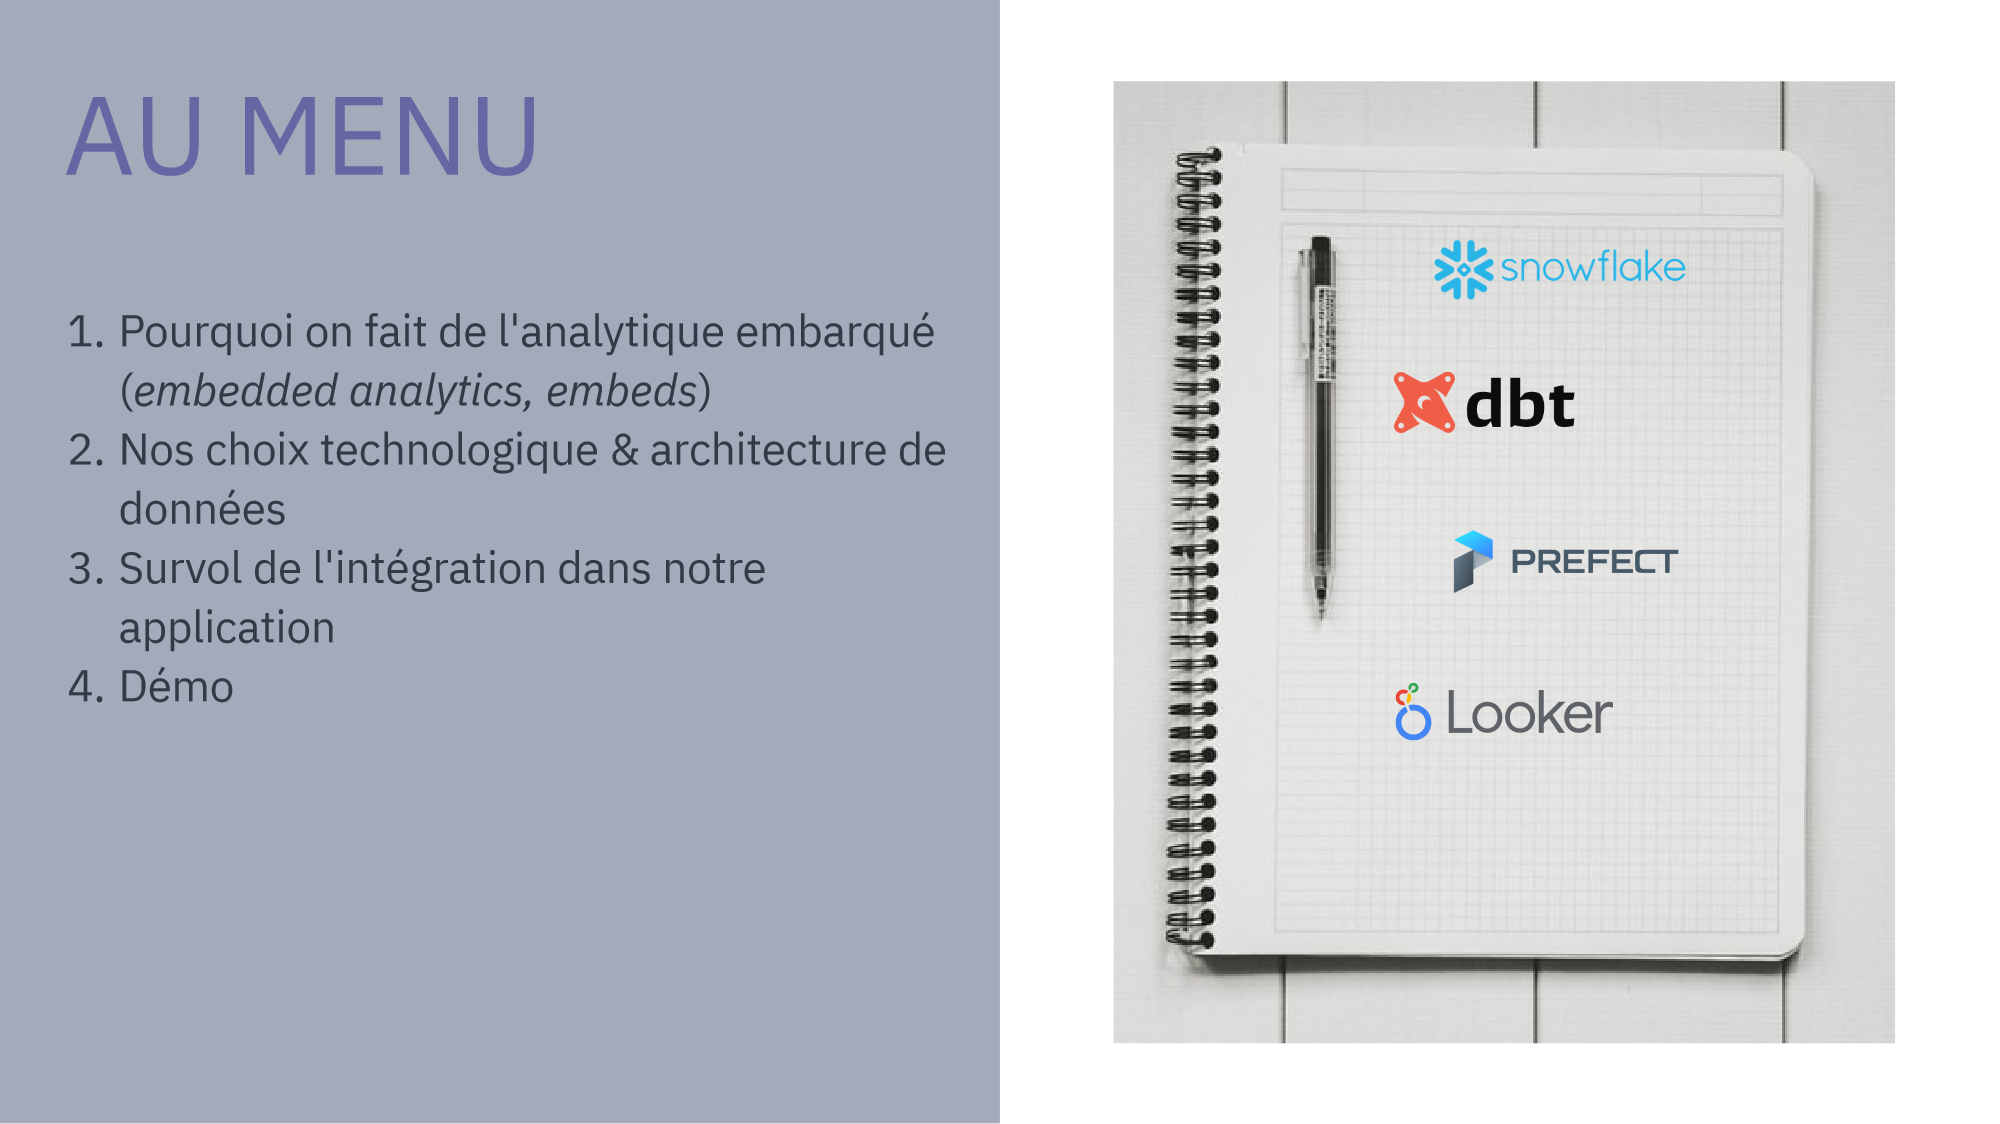 AU MENU
1. Pourquoi on fait de l'analytique embarqué
(embedded analytics, embeds)
2. Nos choix technologique & architecture de
données
3. Survol de l'intégration dans notre
application
4. Démo
snowflake
dbt
PREFECT
Looker